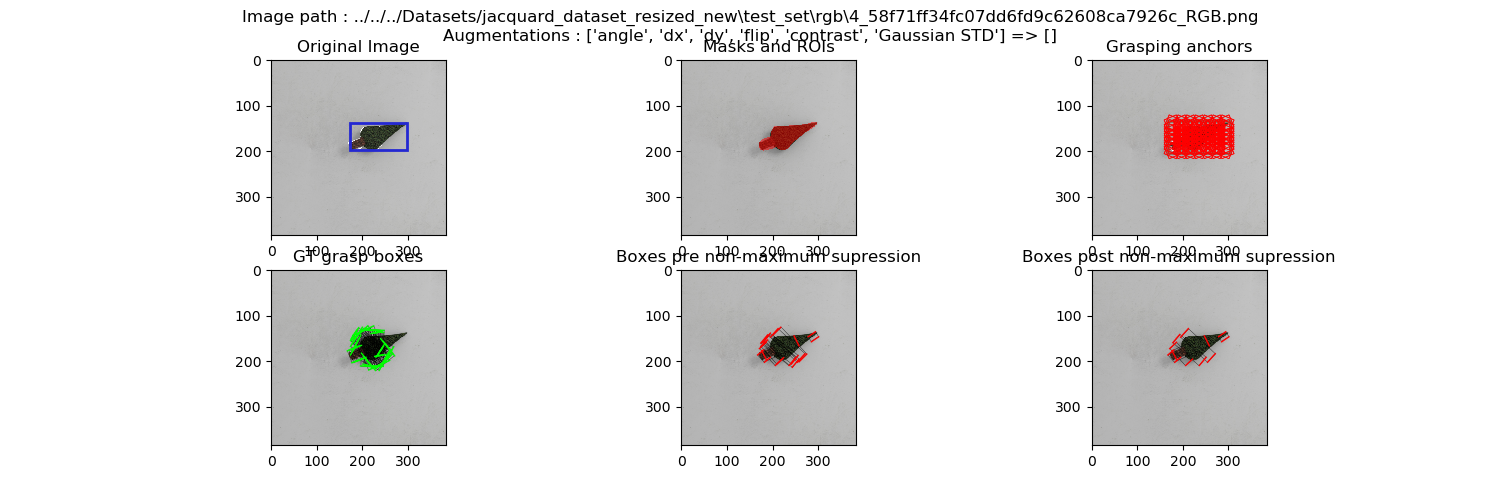 Image path : ../../../Datasets/jacquard_dataset_resized_new\test_set\rgb\4_58f71ff34fc07dd6fd9c62608ca7926c_RGB.png
Augmentations : ['angle', 'dx', 'dy', 'flip', 'contrast', 'Gaussian STD'] => []
Original Image
Masks and ROIs
Grasping anchors
0
100
200
300
0 100 200 300
0
100
200
300
0 100 200 300
0
100
200
300
0 100 200 300
GT grasp boxes
Boxes pre non-maximum supression
Boxes post non-maximum supression
0
100
200
300
0 100 200 300
0
100
200
300
0 100 200 300
0
100
200
300
0 100 200 300